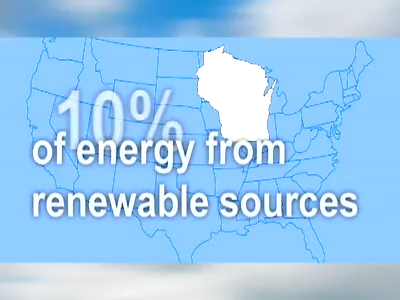 10%
of energy from
renewable sources